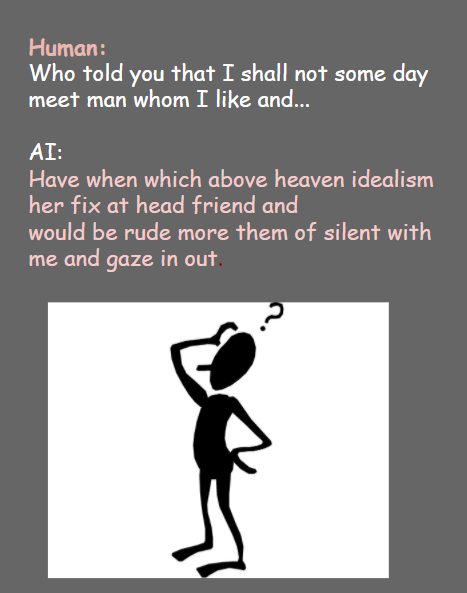 Human:
Who told you that I shall not some day
meet man whom I like and...
AI:
Have when which above heaven idealism
her fix at head friend and
would be rude more them of silent with
me and gaze in out.
?